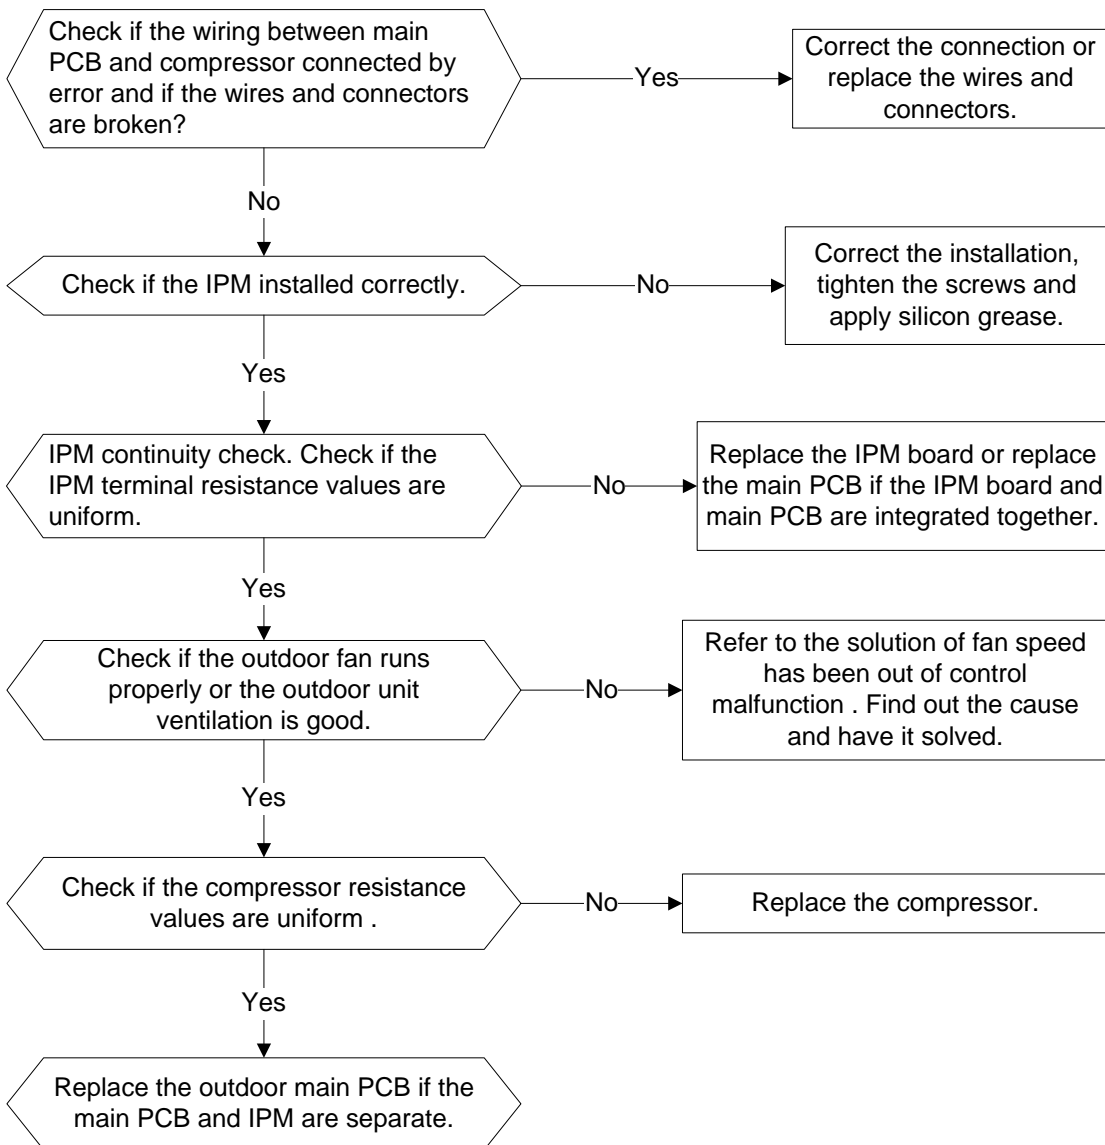 Check if the wiring between main
PCB and compressor connected by
error and if the wires and connectors
are broken?
Yes
Correct the connection or
replace the wires and
connectors.
No
Check if the IPM installed correctly.
No
Correct the installation,
tighten the screws and
apply silicon grease.
Yes
IPM continuity check. Check if the
IPM terminal resistance values are
uniform.
No
Replace the IPM board or replace
the main PCB if the IPM board and
main PCB are integrated together.
Yes
Check if the outdoor fan runs
properly or the outdoor unit
ventilation is good.
No
Refer to the solution of fan speed
has been out of control
malfunction . Find out the cause
and have it solved.
Yes
Check if the compressor resistance
values are uniform .
No
Replace the compressor.
Yes
Replace the outdoor main PCB if the
main PCB and IPM are separate.